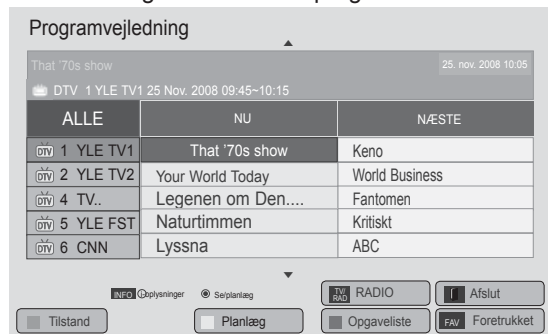 Programvejledning
That '70s show 25. nov. 2008 10:05
DTV 1 YLE TV1 25 Nov. 2008 09:45~10:15
ALLE NU NÆSTE
DTV 1 YLE TV1 That '70s show Keno
DTV 2 YLE TV2 Your World Today World Business
DTV 4 TV.. Legenen om Den.... Fantomen
DTV 5 YLE FST Naturtimmen Kritiskt
DTV 6 CNN Lyssna ABC
INFO i oplysninger Se/planlæg TV/RAD RADIO Afslut
Tilstand Planlæg Opgaveliste FAV Foretrukket